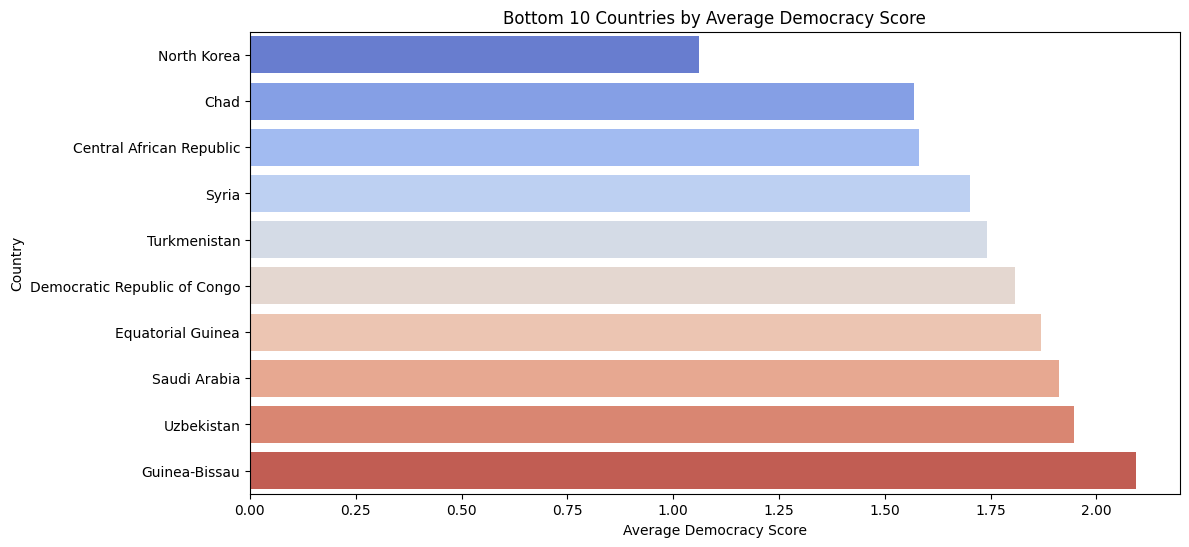 Bottom 10 Countries by Average Democracy Score
Country
North Korea
Chad
Central African Republic
Syria
Turkmenistan
Democratic Republic of Congo
Equatorial Guinea
Saudi Arabia
Uzbekistan
Guinea-Bissau
0.00 0.25 0.50 0.75 1.00 1.25 1.50 1.75 2.00
Average Democracy Score